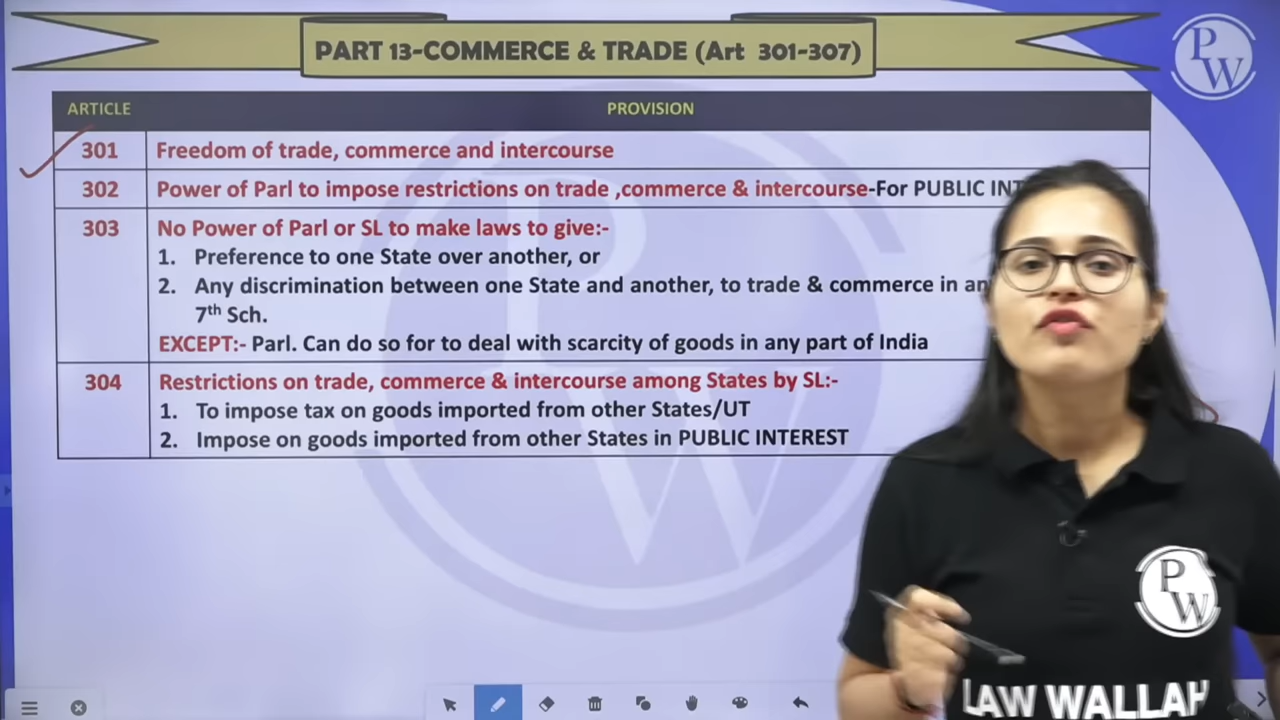 PART 13-COMMERCE & TRADE (Art 301-307)
PW
ARTICLE PROVISION
301 Freedom of trade, commerce and intercourse
302 Power of Parl to impose restrictions on trade ,commerce & intercourse-For PUBLIC
303 No Power of Parl or SL to make laws to give:-
1. Preference to one State over another, or
2. Any discrimination between one State and another, to trade & commerce in
7th Sch.
EXCEPT:- Parl. Can do so for to deal with scarcity of goods in any part of India
304 Restrictions on trade, commerce & intercourse among States by SL:-
1. To impose tax on goods imported from other States/UT
2. Impose on goods imported from other States in PUBLIC INTEREST
PW
PW
LAW WALLAH